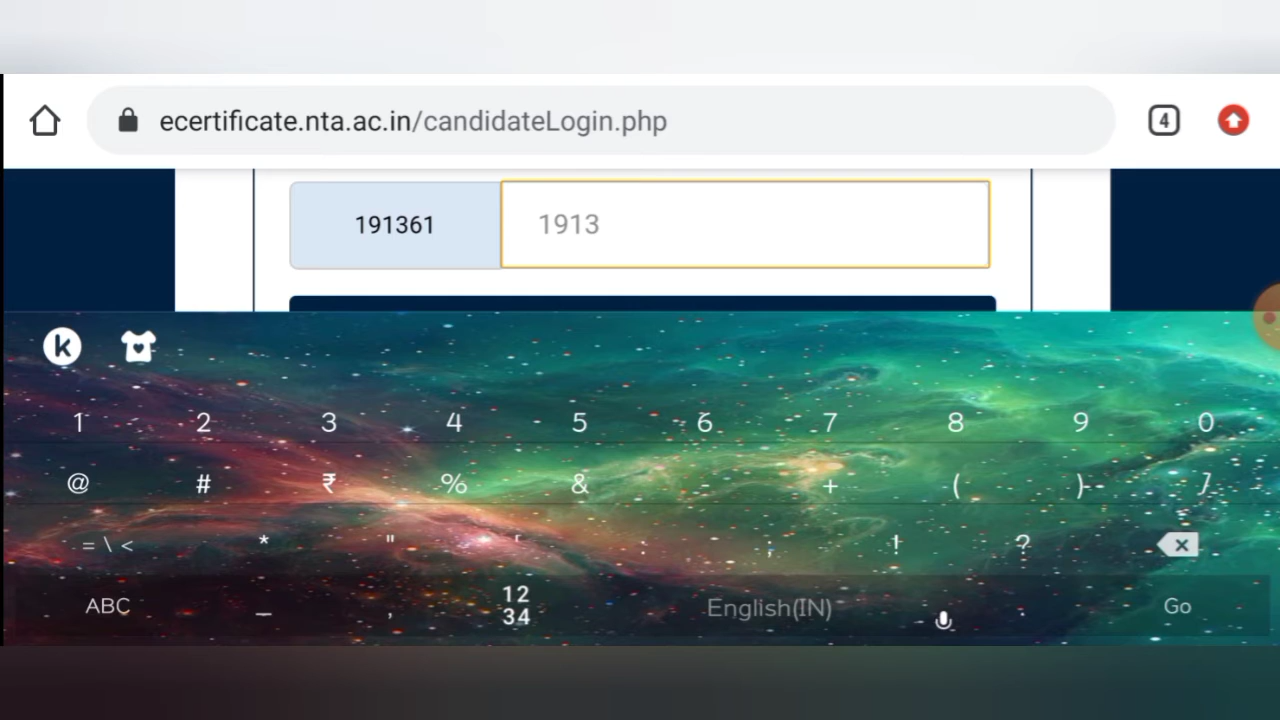 ecertificate.nta.ac.in/candidateLogin.php 4
191361 1913
k
1 2 3 4 5 6 7 8 9 0
@ # ₹ % & - + ( ) /
= \ < * " ' : ; ! ?
ABC _ , 12 34 English(IN) . Go